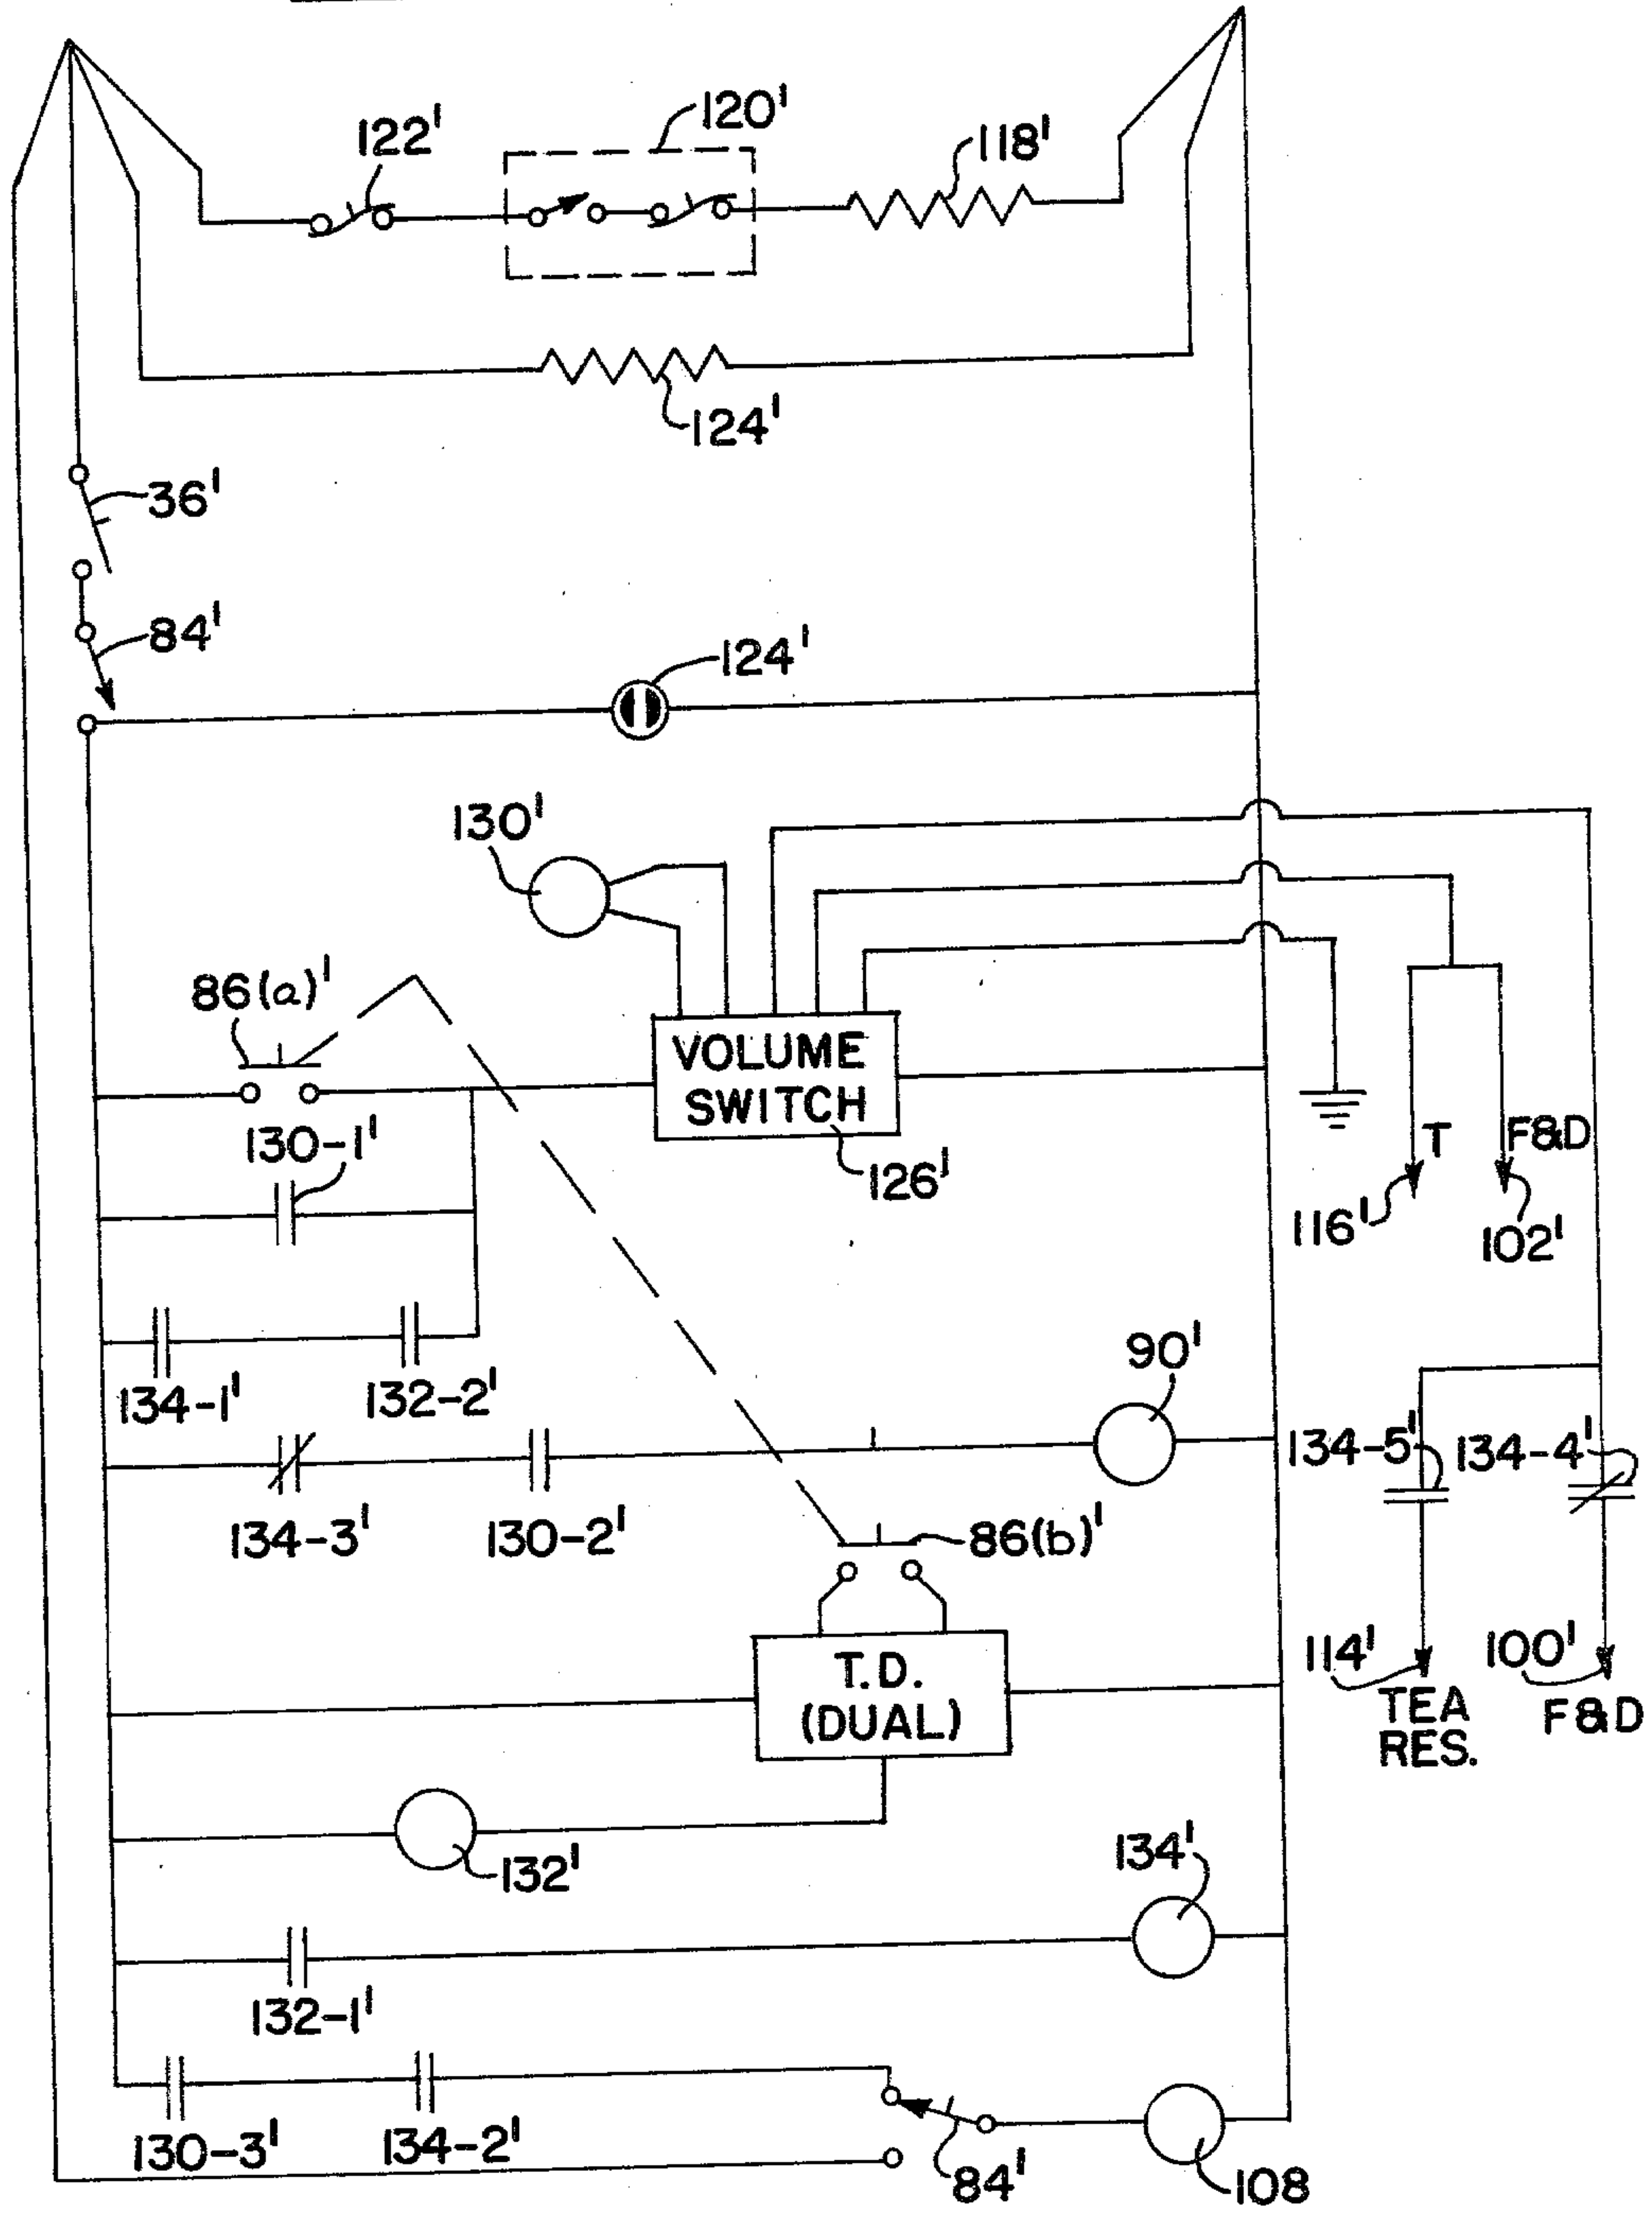 120'
122'
118'
124'
36'
84'
124'
130'
86(a)'
VOLUME
SWITCH
130-1'
T
F&D
126'
116'
102'
90'
134-1'
132-2'
134-5'
134-4'
134-3'
130-2'
86(b)'
114'
100'
T.D.
(DUAL)
TEA
RES.
F&D
132'
134'
132-1'
130-3'
134-2'
84'
108